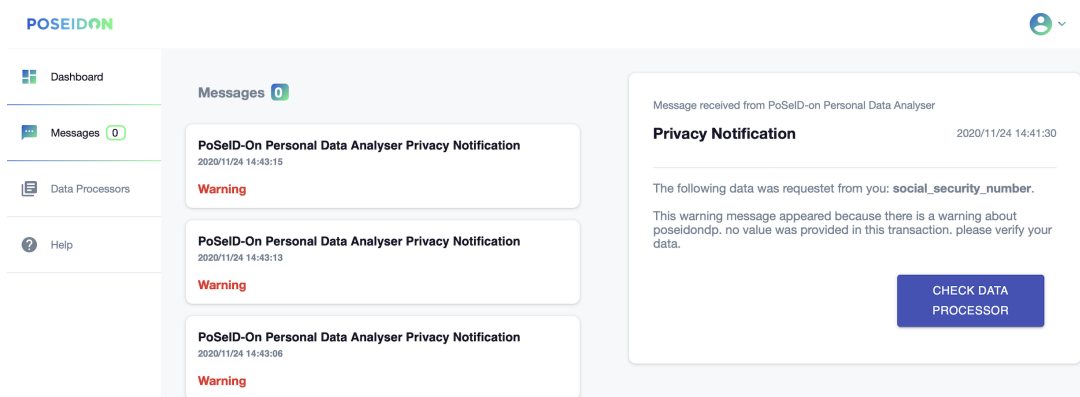 POSEIDON
Dashboard
Messages 0
Data Processors
Help
Messages 0
PoSeID-On Personal Data Analyser Privacy Notification
2020/11/24 14:43:15
Warning
PoSeID-On Personal Data Analyser Privacy Notification
2020/11/24 14:43:13
Warning
PoSeID-On Personal Data Analyser Privacy Notification
2020/11/24 14:43:06
Warning
Message received from PoSeID-on Personal Data Analyser
Privacy Notification 2020/11/24 14:41:30
The following data was requestet from you: social_security_number.
This warning message appeared because there is a warning about
poseidondp. no value was provided in this transaction. please verify your
data.
CHECK DATA
PROCESSOR